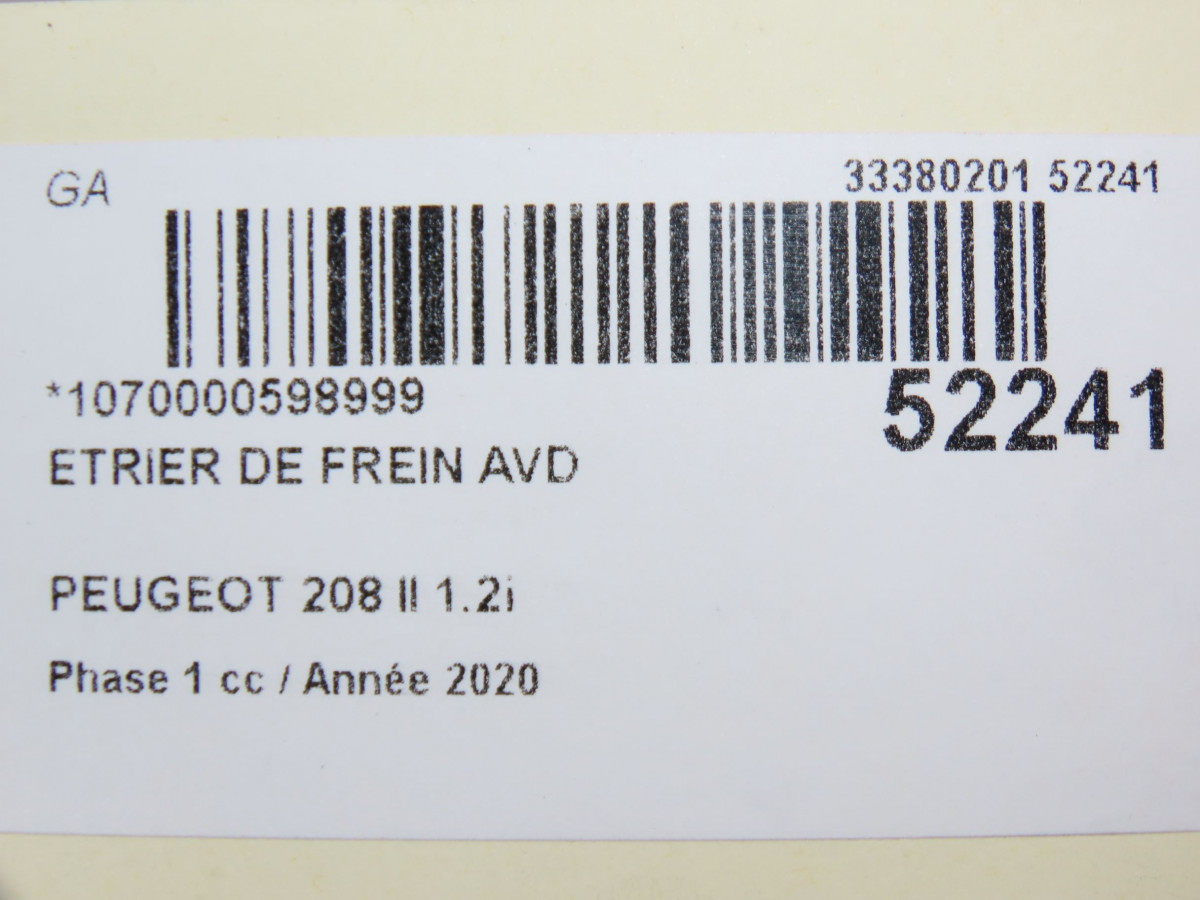 GA
33380201 52241
*1070000598999
52241
ETRIER DE FREIN AVD
PEUGEOT 208 II 1.2i
Phase 1 cc / Année 2020